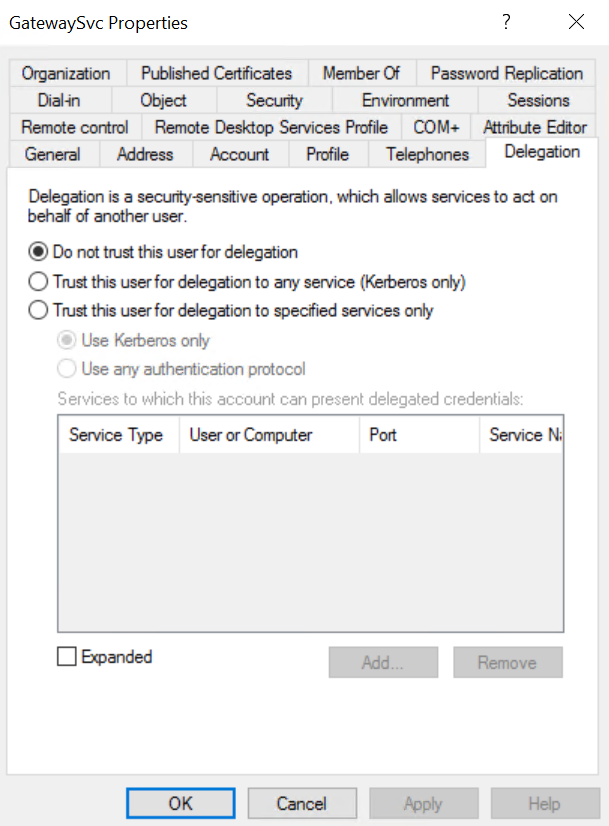 GatewaySvc Properties ?
Organization Published Certificates Member Of Password Replication
Dial-in Object Security Environment Sessions
Remote control Remote Desktop Services Profile COM+ Attribute Editor
General Address Account Profile Telephones Delegation
Delegation is a security-sensitive operation, which allows services to act on
behalf of another user.
Do not trust this user for delegation
Trust this user for delegation to any service (Kerberos only)
Trust this user for delegation to specified services only
Use Kerberos only
Use any authentication protocol
Services to which this account can present delegated credentials:
Service Type User or Computer Port Service
Expanded Add... Remove
OK Cancel Apply Help